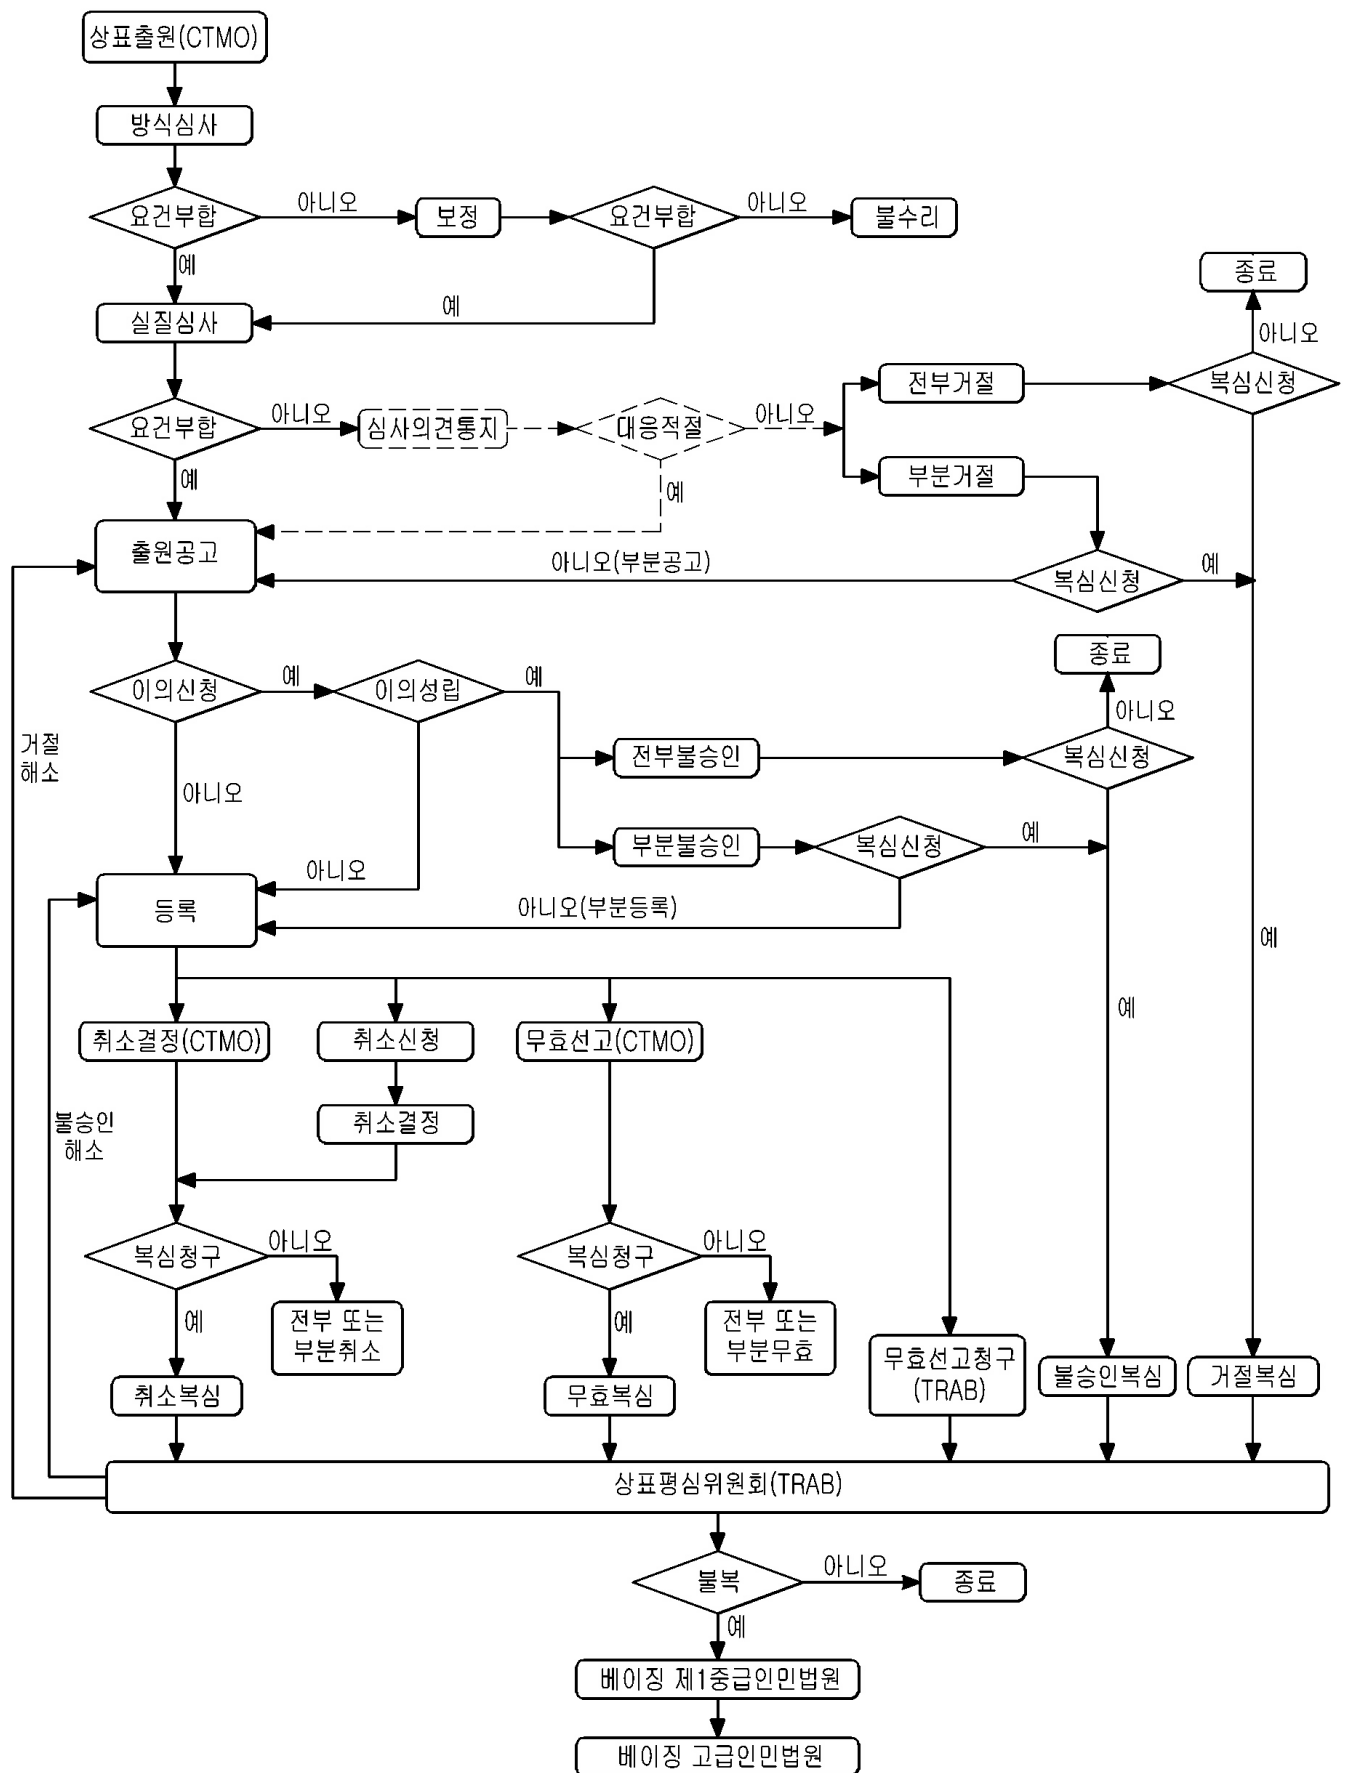 상표출원(CTMO)
방식심사
요건부합
아니오
보정
요건부합
아니오
불수리
예
예
실질심사
종료
아니오
복심신청
전부거절
요건부합
아니오
심사의견통지
대응적절
아니오
부분거절
예
예
출원공고
아니오(부분공고)
복심신청
예
종료
아니오
이의신청
예
이의성립
예
거절
해소
전부불승인
복심신청
아니오
부분불승인
복심신청
예
아니오
등록
아니오(부분등록)
예
예
취소결정(CTMO)
취소신청
무효선고(CTMO)
불승인
해소
취소결정
복심청구
아니오
복심청구
아니오
예
전부 또는
부분취소
예
전부 또는
부분무효
무효선고청구
(TRAB)
불승인복심
거절복심
취소복심
무효복심
상표평심위원회(TRAB)
불복
아니오
종료
예
베이징 제1중급인민법원
베이징 고급인민법원